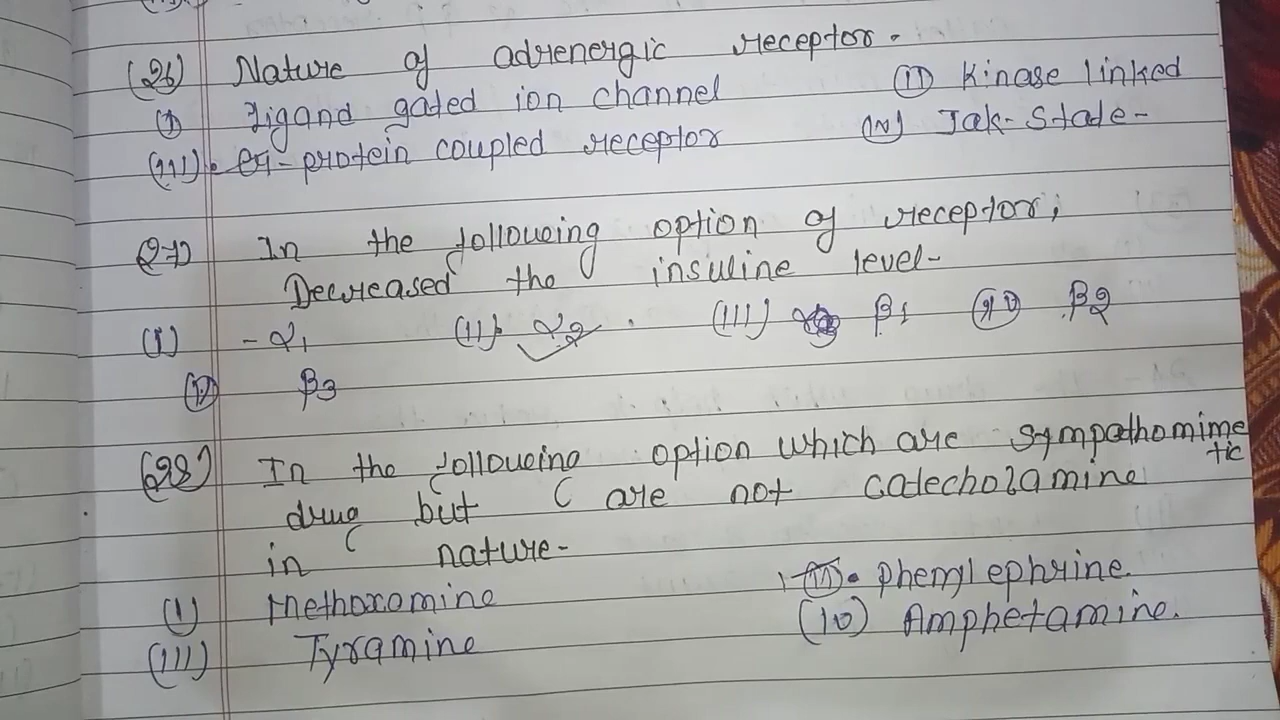 (26) Nature of adrenergic receptor.
(I) Ligand gated ion channel (II) Kinase linked
(III) G-protein coupled receptor (IV) Jak-State-
(27) In the following option of receptor,
Decreased the insuline level-
(I) - α1 (II) α2 (III) β1 (IV) β2
(V) β3
(28) In the following option which are sympathomimetic
drug but are not catecholamine
in nature-
(I) Methoxamine (II) phenylephrine.
(III) Tyramine (IV) Amphetamine.